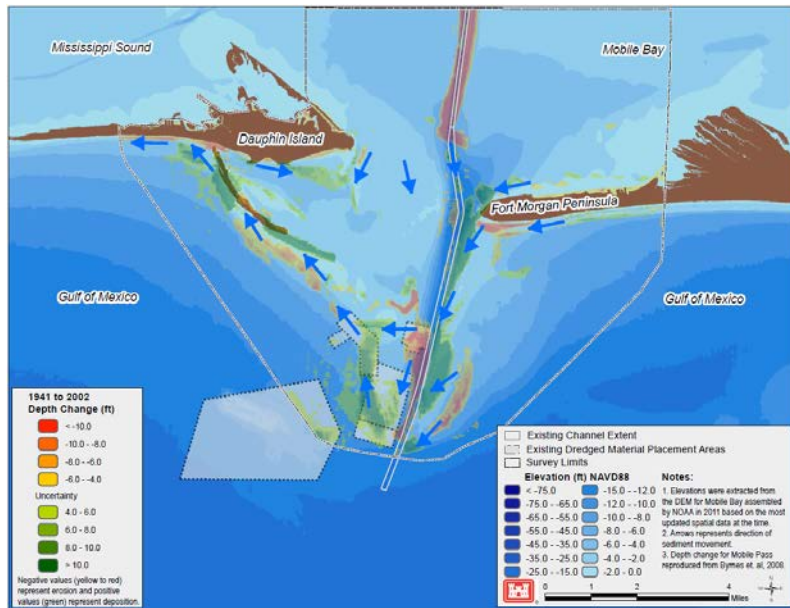 Mississippi Sound
Mobile Bay
Dauphin Island
Fort Morgan Peninsula
Gulf of Mexico
Gulf of Mexico
1941 to 2002
Depth Change (ft)
< -10.0
-10.0 - -8.0
-8.0 - -6.0
-6.0 - -4.0
Uncertainty
4.0 - 6.0
6.0 - 8.0
8.0 - 10.0
> 10.0
Negative values (yellow to red)
represent erosion and positive
values (green) represent deposition.
Existing Channel Extent
Existing Dredged Material Placement Areas
Survey Limits
Elevation (ft) NAVD88
< -75.0
-75.0 - -65.0
-65.0 - -55.0
-55.0 - -45.0
-45.0 - -35.0
-35.0 - -25.0
-25.0 - -15.0
-15.0 - -12.0
-12.0 - -10.0
-10.0 - -8.0
-8.0 - -6.0
-6.0 - -4.0
-4.0 - -2.0
-2.0 - 0.0
Notes:
1. Elevations were extracted from
the DEM for Mobile Bay assembled
by NOAA in 2011 based on the most
updated spatial data at the time.
2. Arrows represents direction of
sediment movement.
3. Depth change for Mobile Pass
reproduced from Byrnes et. al, 2008.
0 1 2 4
Miles